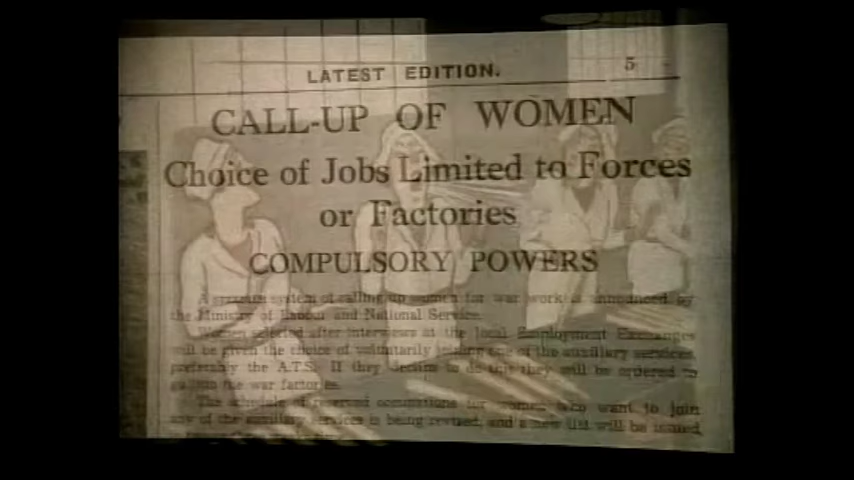 LATEST EDITION. 5
CALL-UP OF WOMEN
Choice of Jobs Limited to Forces
or Factories
COMPULSORY POWERS
A system of calling up women for war work is announced by
the Ministry of Labour and National Service.
Women selected after interviews at the local Employment Exchanges
will be given the choice of voluntarily joining one of the auxiliary services,
preferably the A.T.S. If they decline to do this they will be ordered to
the war factories.
The schedule of reserved occupations for women who want to join
any of the auxiliary services is being revised, and a new list will be issued